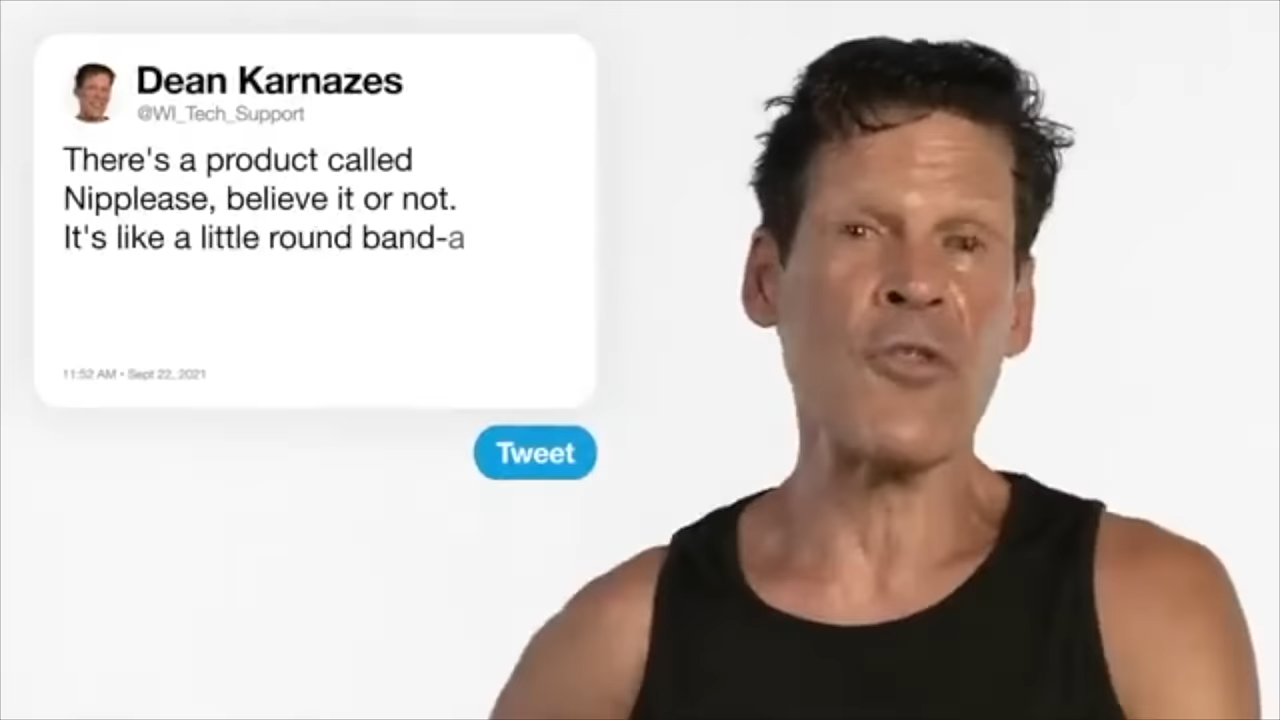 Dean Karnazes
@WI_Tech_Support
There's a product called
Nipplease, believe it or not.
It's like a little round band-a
11:52 AM • Sept 22, 2021
Tweet